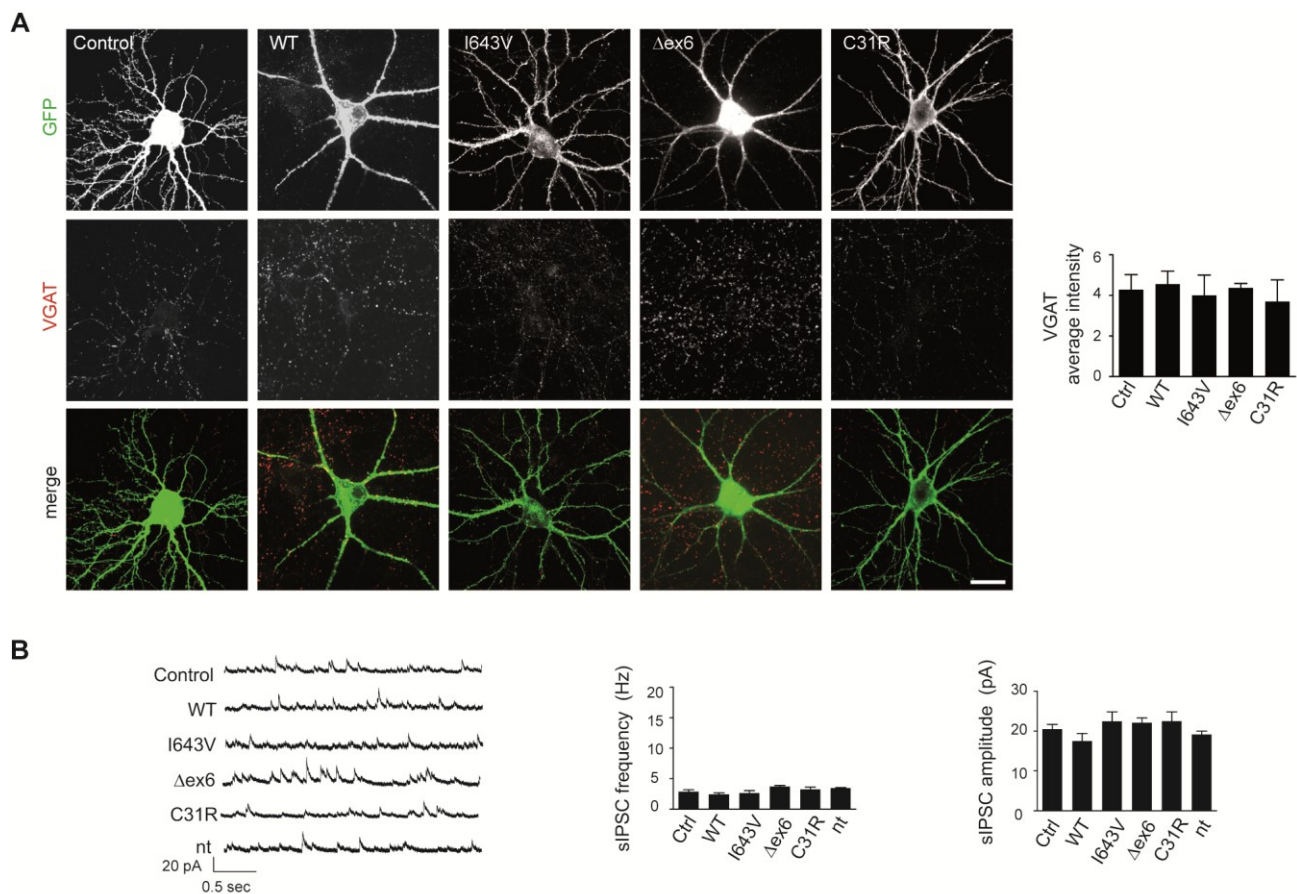 A
Control
WT
I643V
Δex6
C31R
GFP
VGAT
merge
VGAT
average intensity
6
4
2
0
Ctrl
WT
I643V
Δex6
C31R
B
Control
WT
I643V
Δex6
C31R
nt
20 pA
0.5 sec
sIPSC frequency (Hz)
20
15
10
5
0
Ctrl
WT
I643V
Δex6
C31R
nt
sIPSC amplitude (pA)
30
20
10
0
Ctrl
WT
I643V
Δex6
C31R
nt